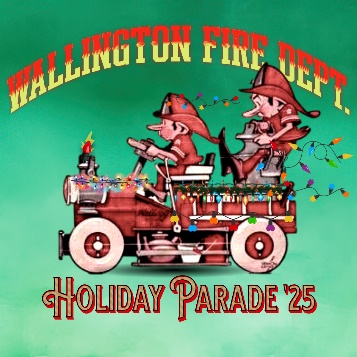 WALLINGTON FIRE DEPT.
HOLIDAY PARADE '25